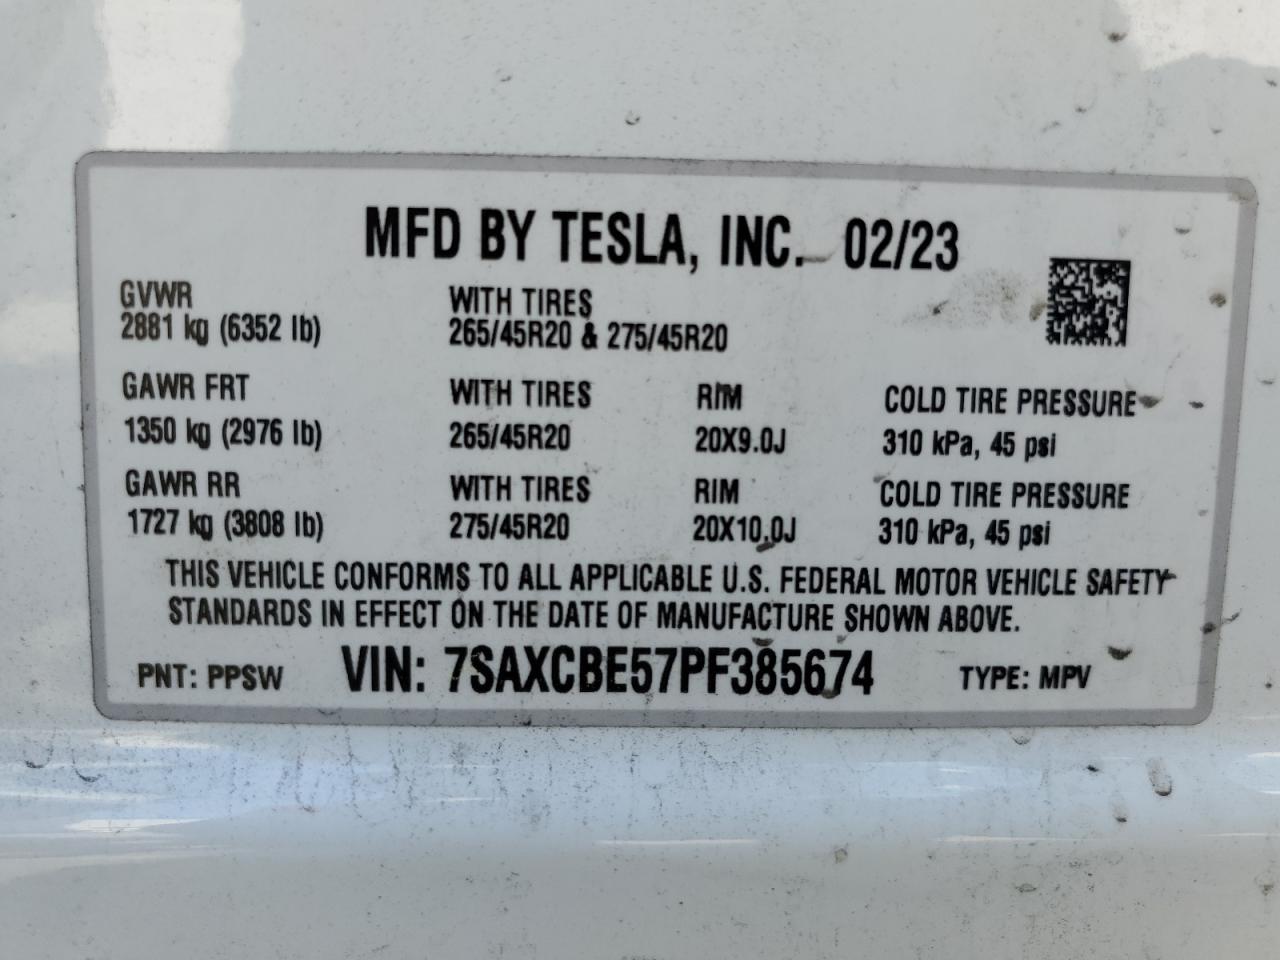 MFD BY TESLA, INC. 02/23
GVWR WITH TIRES
2881 kg (6352 lb) 265/45R20 & 275/45R20
GAWR FRT WITH TIRES RIM COLD TIRE PRESSURE
1350 kg (2976 lb) 265/45R20 20X9.0J 310 kPa, 45 psi
GAWR RR WITH TIRES RIM COLD TIRE PRESSURE
1727 kg (3808 lb) 275/45R20 20X10.0J 310 kPa, 45 psi
THIS VEHICLE CONFORMS TO ALL APPLICABLE U.S. FEDERAL MOTOR VEHICLE SAFETY
STANDARDS IN EFFECT ON THE DATE OF MANUFACTURE SHOWN ABOVE.
PNT: PPSW VIN: 7SAXCBE57PF385674 TYPE: MPV